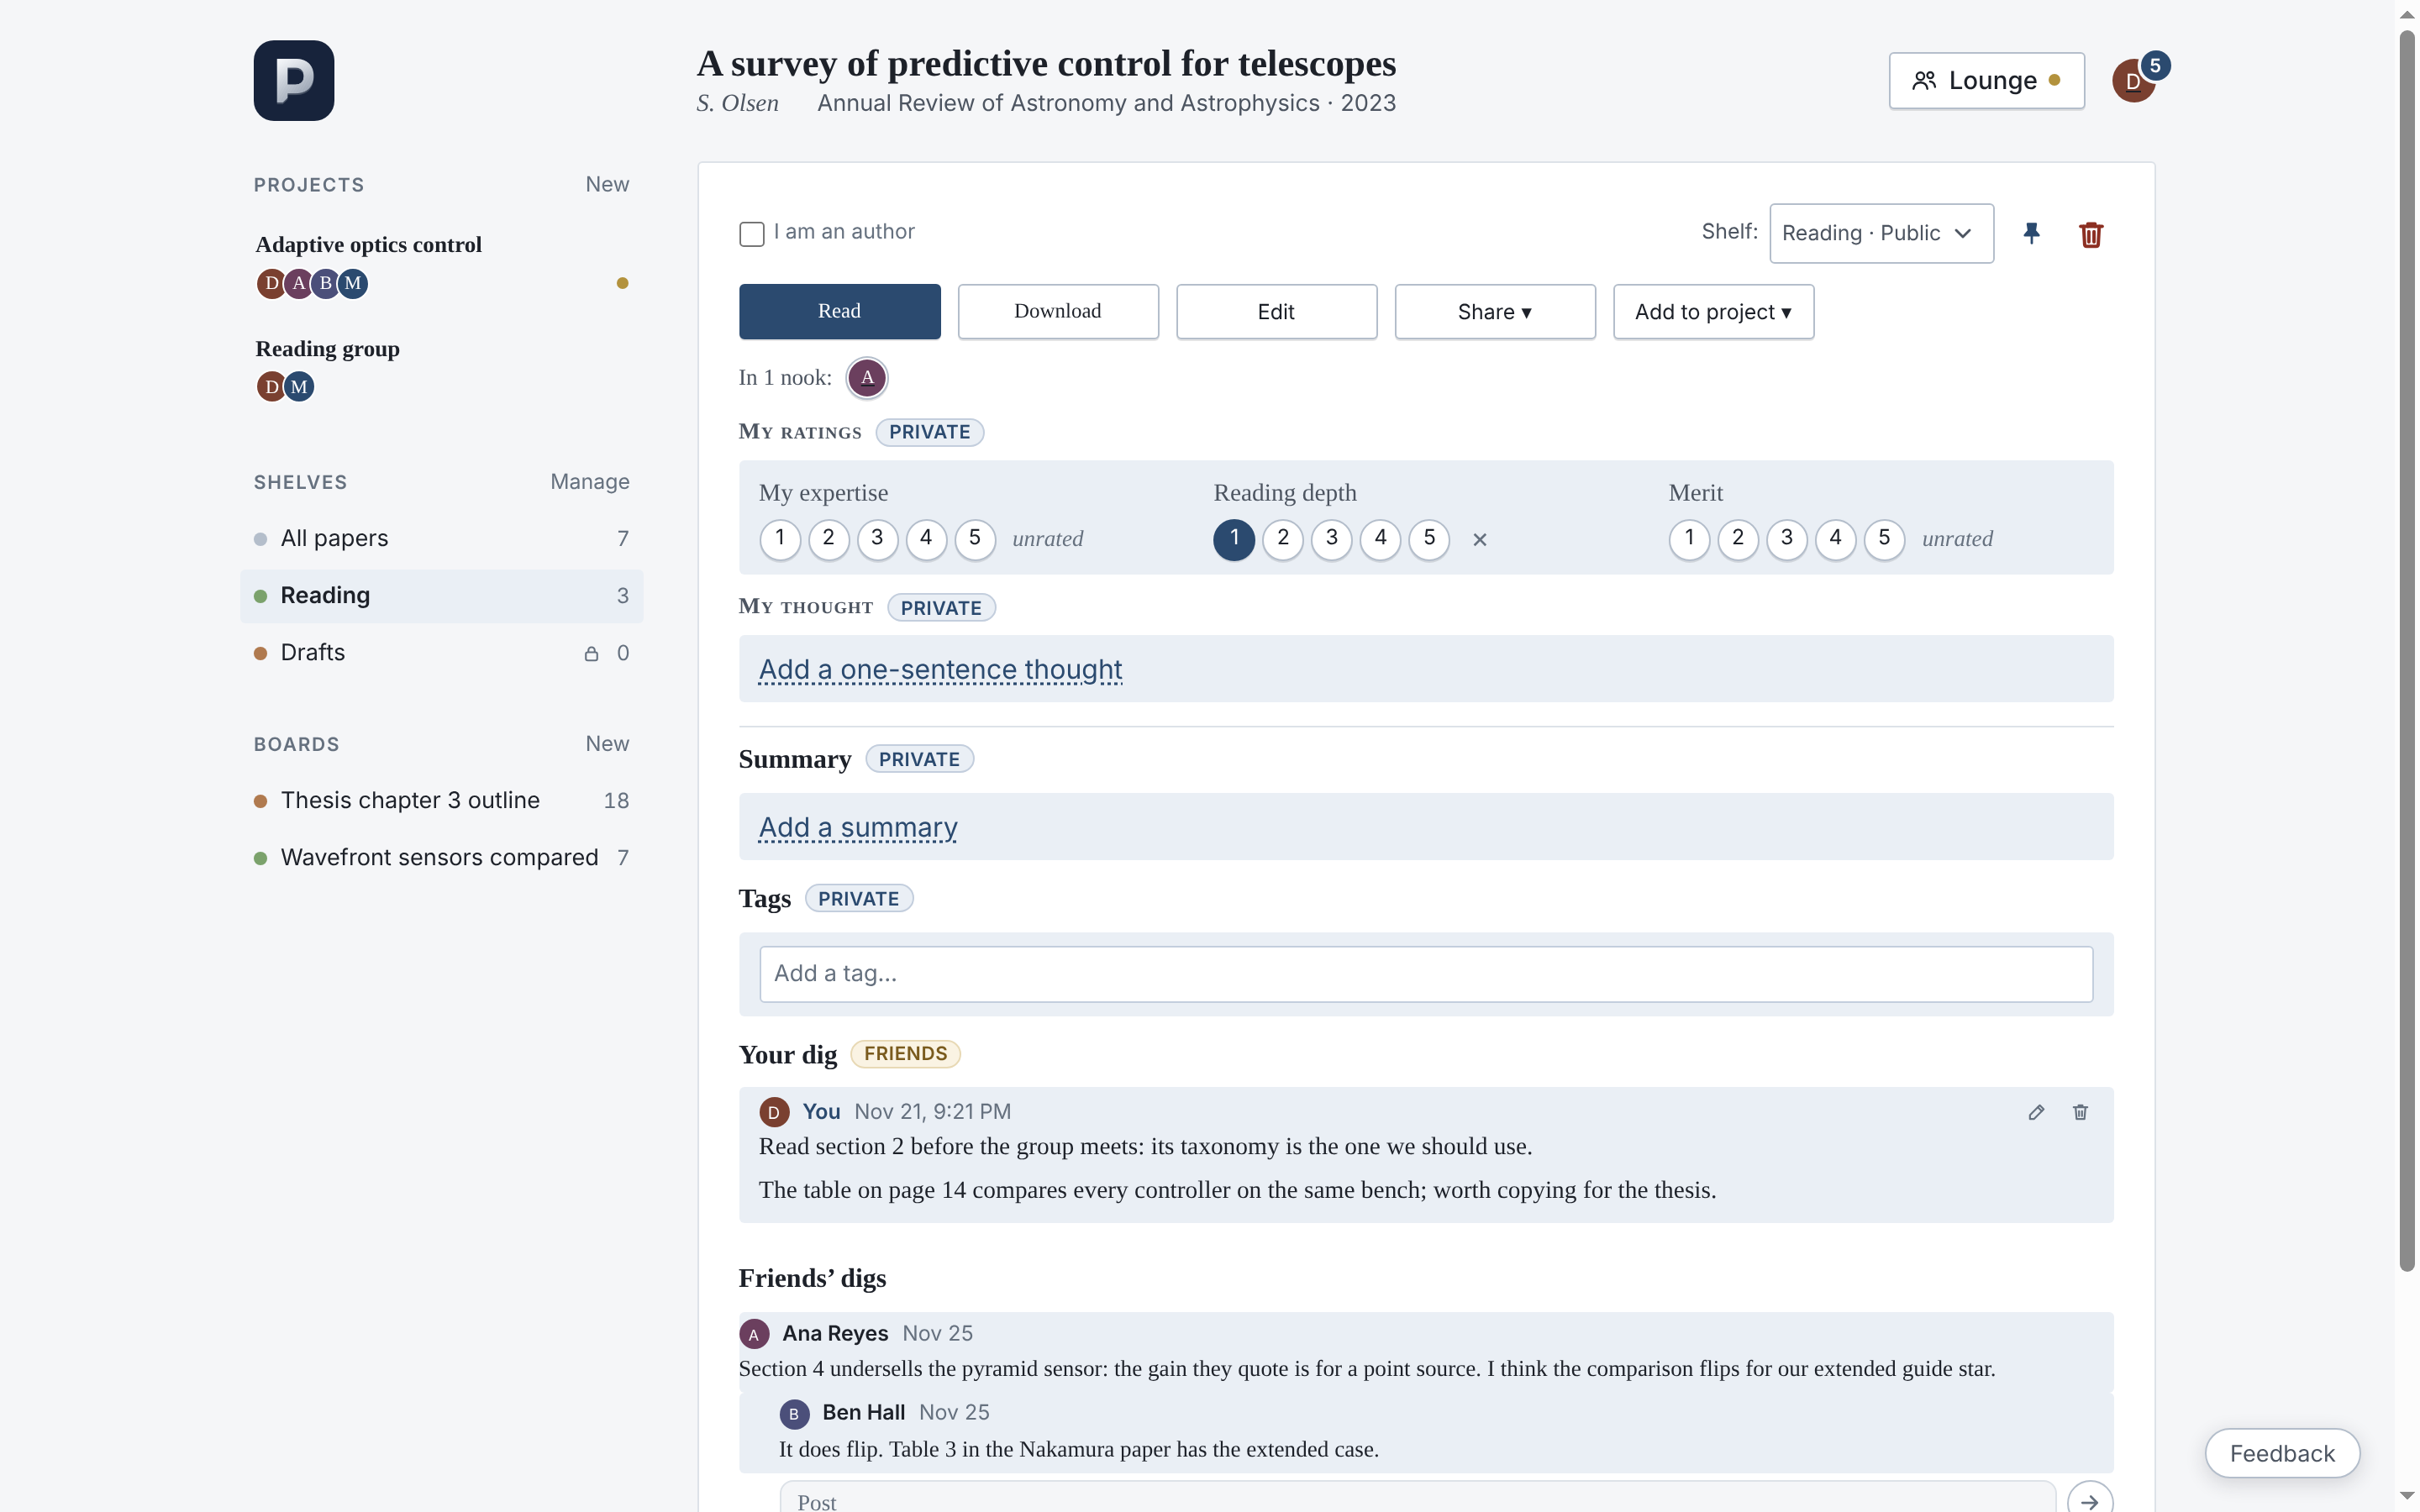 P
A survey of predictive control for telescopes
S. Olsen Annual Review of Astronomy and Astrophysics · 2023
Lounge
D 5
PROJECTS New
Adaptive optics control
D A B M
Reading group
D M
SHELVES Manage
All papers 7
Reading 3
Drafts 0
BOARDS New
Thesis chapter 3 outline 18
Wavefront sensors compared 7
I am an author
Shelf: Reading · Public
Read Download Edit Share ▾ Add to project ▾
In 1 nook: A
My ratings PRIVATE
My expertise Reading depth Merit
1 2 3 4 5 unrated 1 2 3 4 5 × 1 2 3 4 5 unrated
My thought PRIVATE
Add a one-sentence thought
Summary PRIVATE
Add a summary
Tags PRIVATE
Add a tag...
Your dig FRIENDS
D You Nov 21, 9:21 PM
Read section 2 before the group meets: its taxonomy is the one we should use.
The table on page 14 compares every controller on the same bench; worth copying for the thesis.
Friends’ digs
A Ana Reyes Nov 25
Section 4 undersells the pyramid sensor: the gain they quote is for a point source. I think the comparison flips for our extended guide star.
B Ben Hall Nov 25
It does flip. Table 3 in the Nakamura paper has the extended case.
Post
Feedback